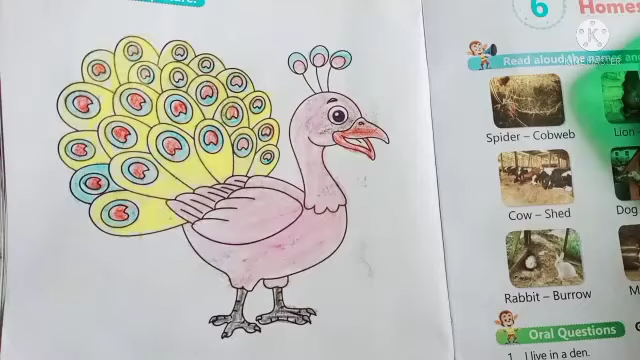 6
Homes
Read aloud the names and
Spider – Cobweb
Lion
Cow – Shed
Dog
Rabbit – Burrow
M
Oral Questions
1. I live in a den.